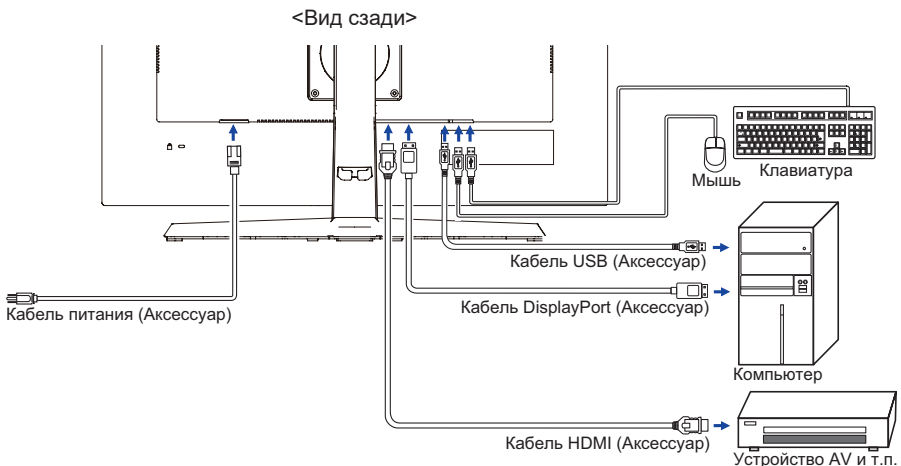 <Вид сзади>
Мышь
Клавиатура
Кабель USB (Аксессуар)
Кабель DisplayPort (Аксессуар)
Кабель питания (Аксессуар)
Компьютер
Кабель HDMI (Аксессуар)
Устройство AV и т.п.